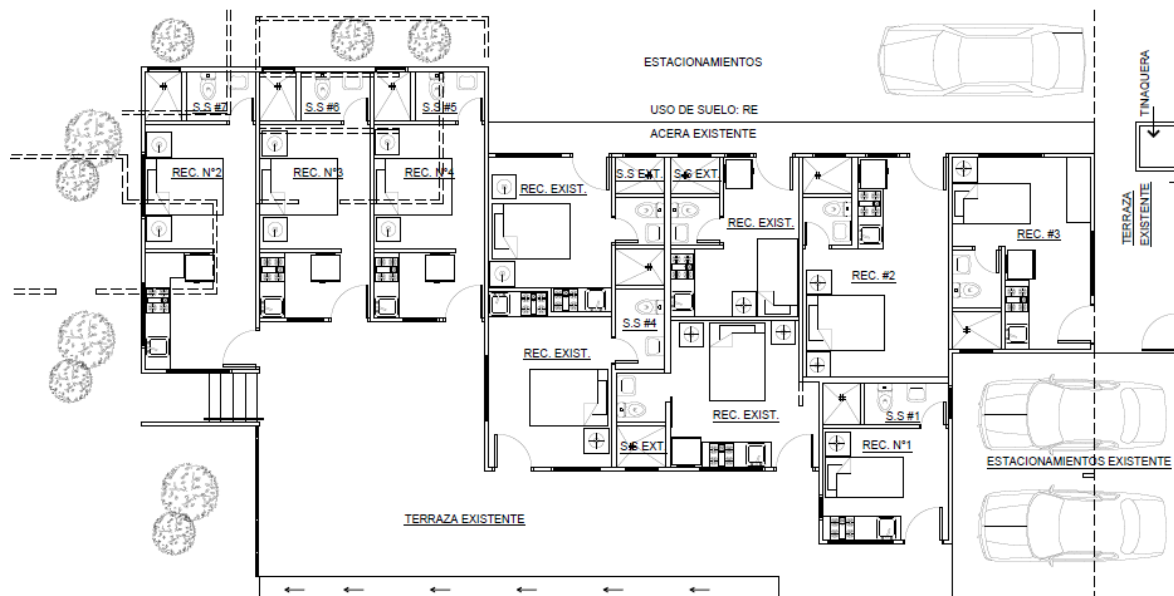 ESTACIONAMIENTOS
USO DE SUELO: RE
ACERA EXISTENTE
TINAQUERA
TERRAZA
EXISTENTE
S.S #7
S.S #6
S.S #5
REC. N°2
REC. N°3
REC. N°4
REC. EXIST.
S.S EXT.
S.S EXT.
REC. EXIST.
REC. #2
REC. #3
S.S #4
REC. EXIST.
REC. EXIST.
S.S EXT.
S.S #1
REC. N°1
ESTACIONAMIENTOS EXISTENTE
TERRAZA EXISTENTE